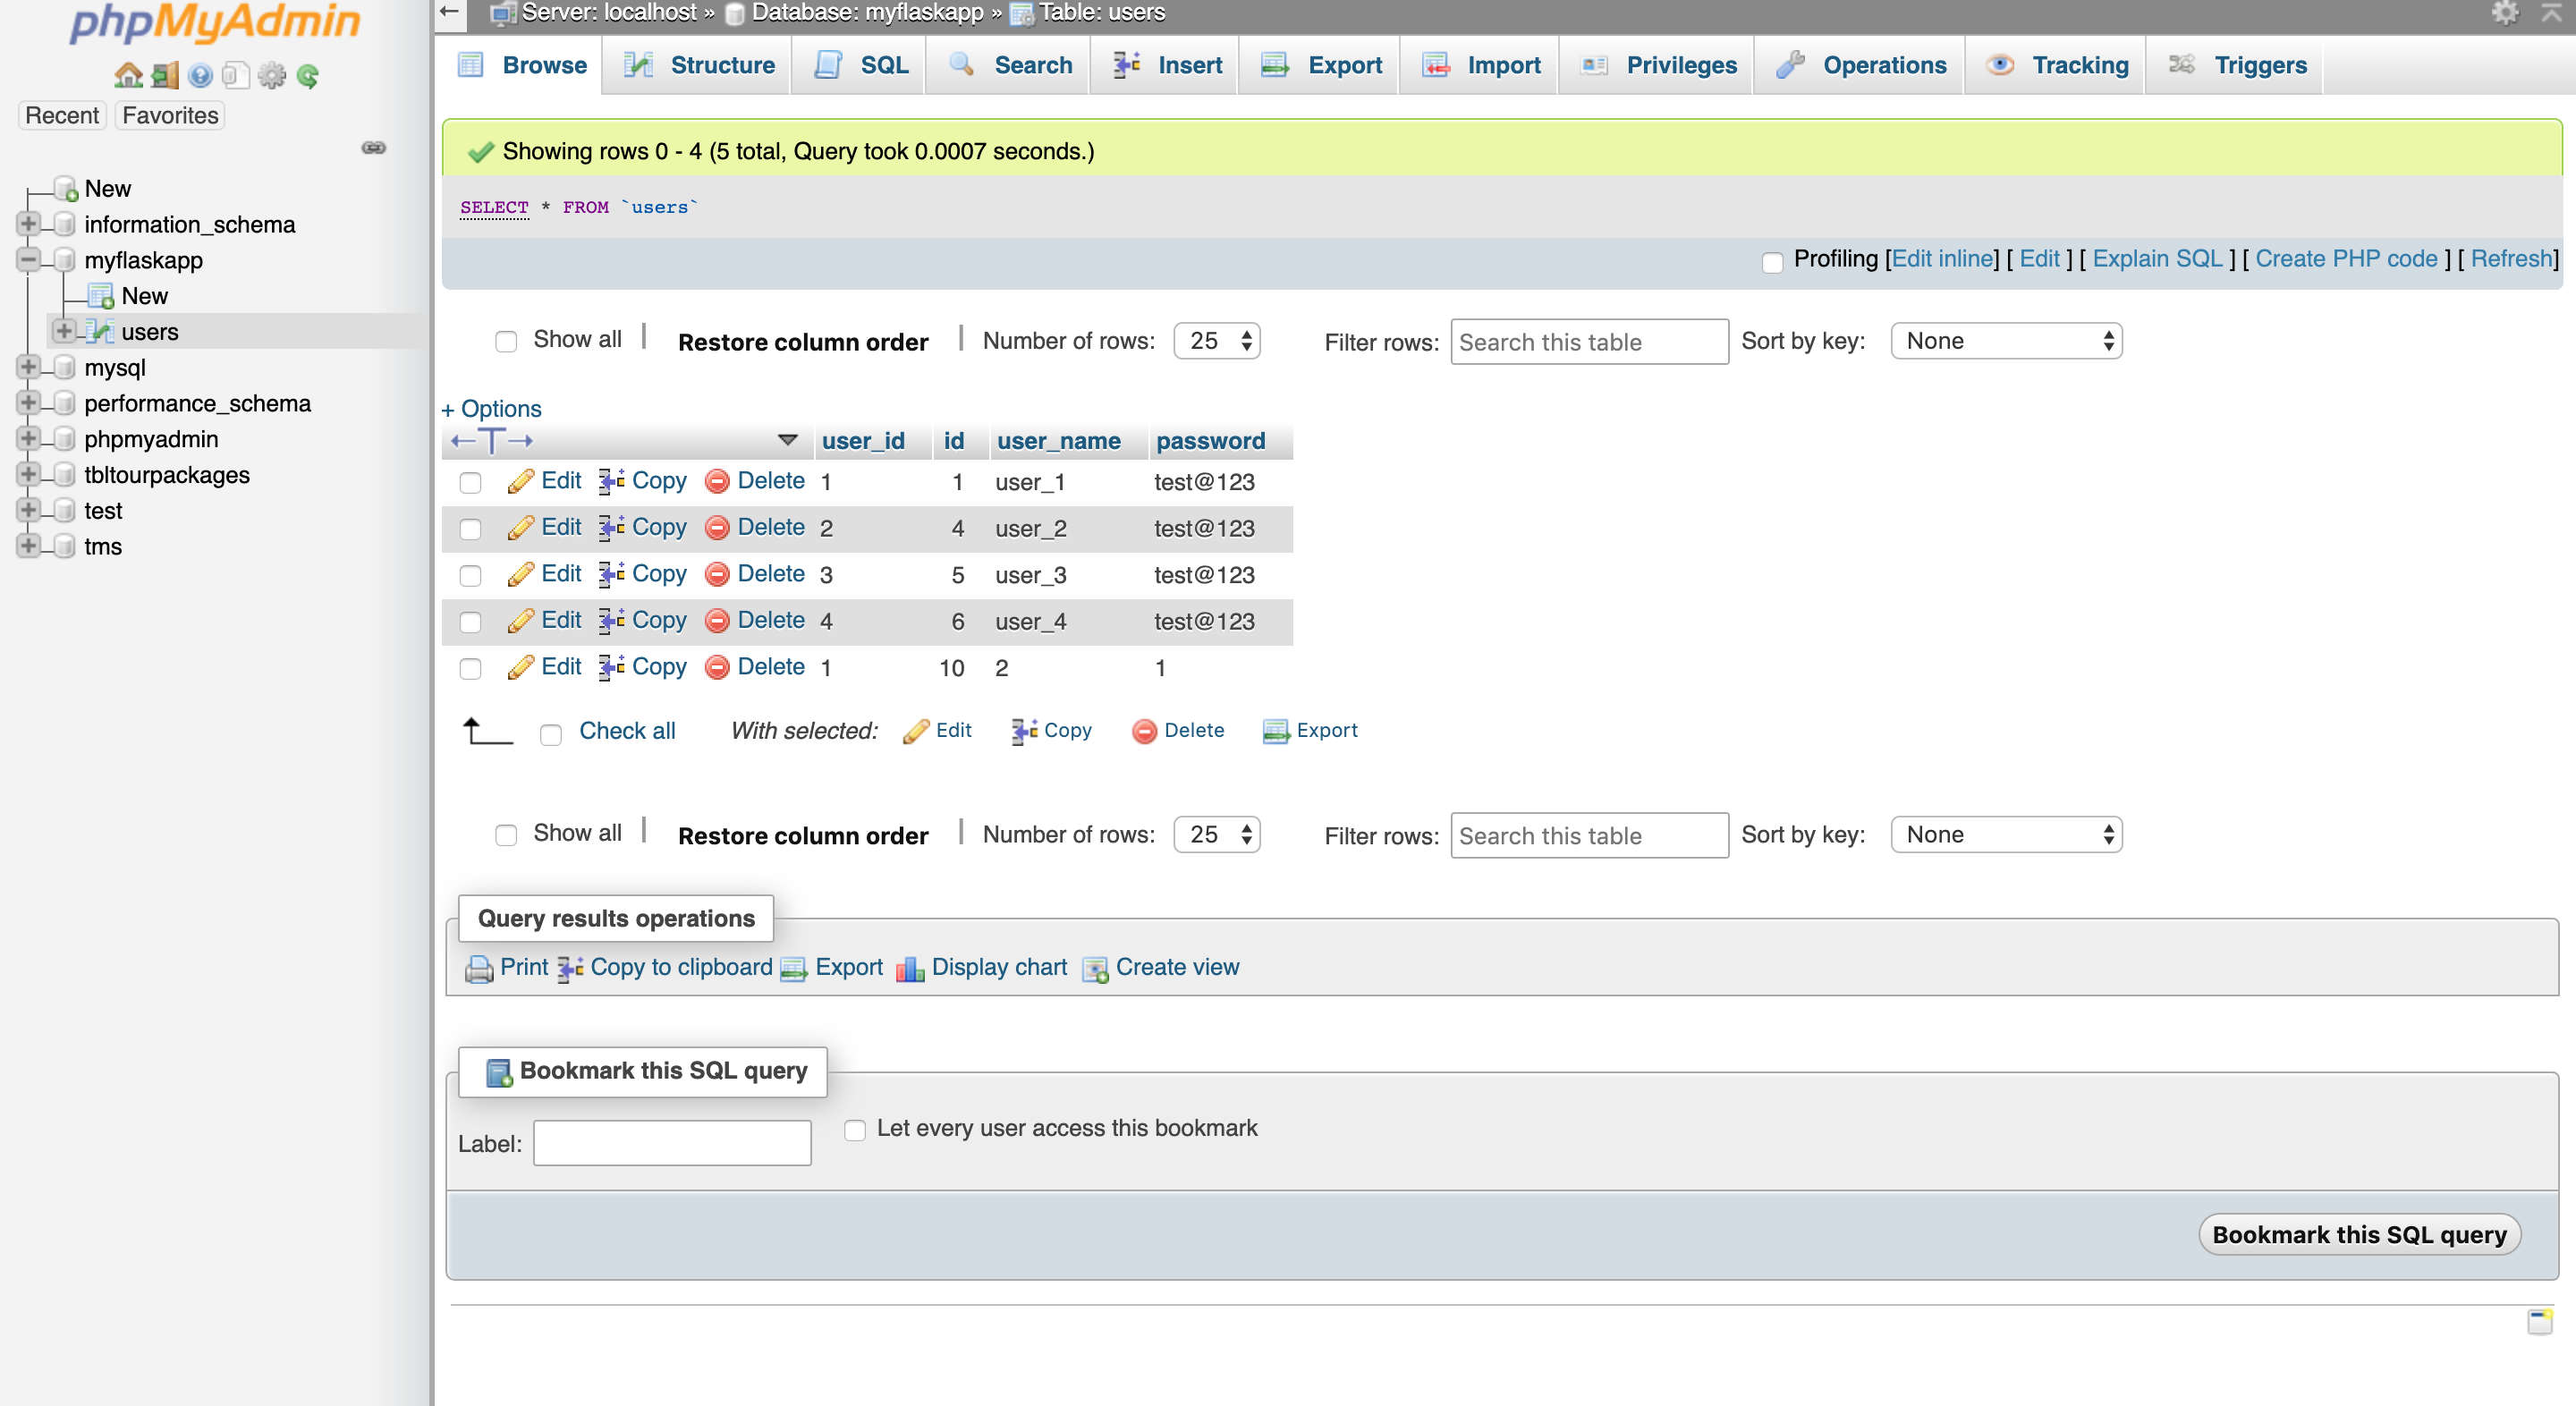 phpMyAdmin
Recent Favorites
New
information_schema
myflaskapp
New
users
mysql
performance_schema
phpmyadmin
tbltourpackages
test
tms
Server: localhost » Database: myflaskapp » Table: users
Browse Structure SQL Search Insert Export Import Privileges Operations Tracking Triggers
Showing rows 0 - 4 (5 total, Query took 0.0007 seconds.)
SELECT * FROM `users`
Profiling [Edit inline] [ Edit ] [ Explain SQL ] [ Create PHP code ] [ Refresh]
Show all | Restore column order | Number of rows: 25 Filter rows: Search this table Sort by key: None
+ Options
←T→ user_id id user_name password
Edit Copy Delete 1 1 user_1 test@123
Edit Copy Delete 2 4 user_2 test@123
Edit Copy Delete 3 5 user_3 test@123
Edit Copy Delete 4 6 user_4 test@123
Edit Copy Delete 1 10 2 1
Check all With selected: Edit Copy Delete Export
Show all | Restore column order | Number of rows: 25 Filter rows: Search this table Sort by key: None
Query results operations
Print Copy to clipboard Export Display chart Create view
Bookmark this SQL query
Label: Let every user access this bookmark
Bookmark this SQL query